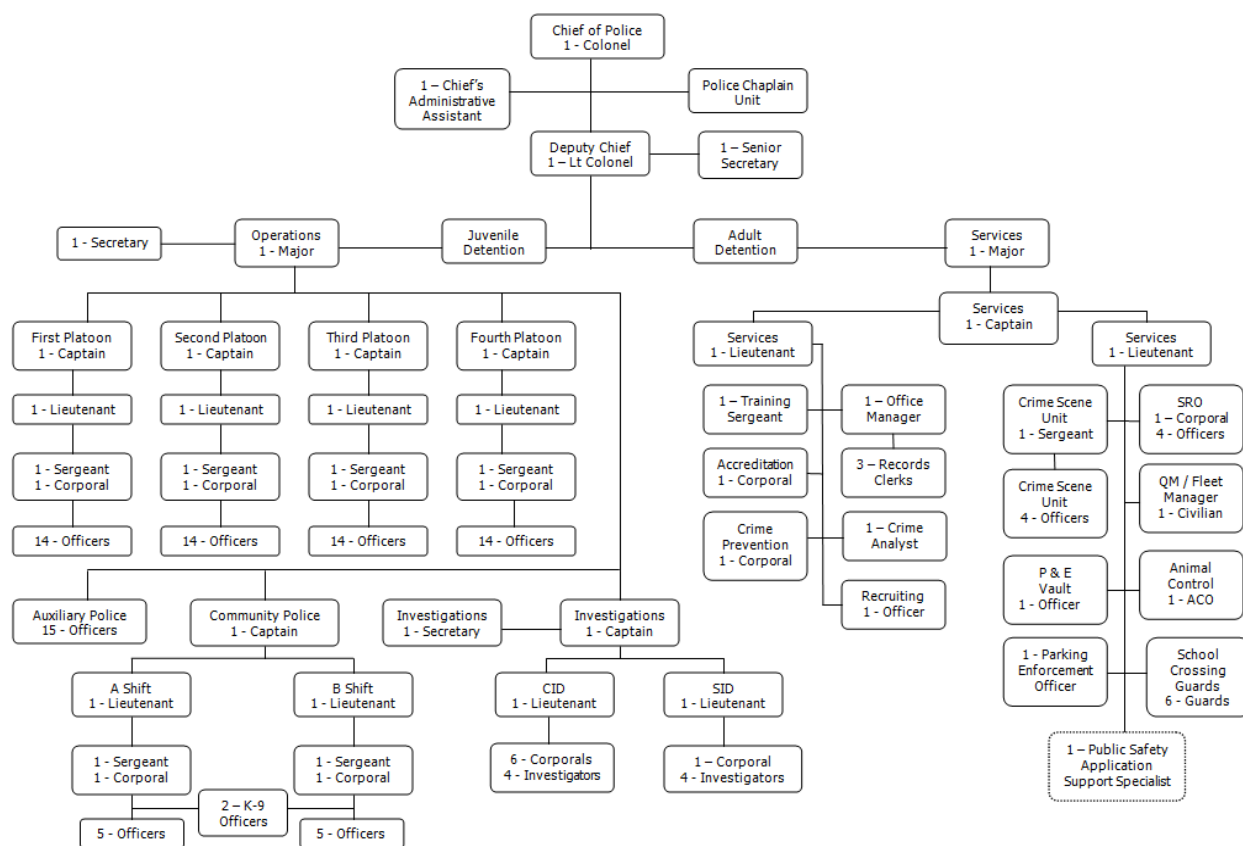 Chief of Police
1 - Colonel
1 – Chief's
Administrative
Assistant
Police Chaplain
Unit
Deputy Chief
1 – Lt Colonel
1 – Senior
Secretary
1 - Secretary
Operations
1 - Major
Juvenile
Detention
Adult
Detention
Services
1 - Major
First Platoon
1 - Captain
Second Platoon
1 - Captain
Third Platoon
1 - Captain
Fourth Platoon
1 - Captain
1 - Lieutenant
1 - Lieutenant
1 - Lieutenant
1 - Lieutenant
1 - Sergeant
1 - Corporal
1 - Sergeant
1 - Corporal
1 - Sergeant
1 - Corporal
1 - Sergeant
1 - Corporal
14 - Officers
14 - Officers
14 - Officers
14 - Officers
Auxiliary Police
15 - Officers
Community Police
1 - Captain
Investigations
1 - Secretary
Investigations
1 - Captain
A Shift
1 - Lieutenant
B Shift
1 - Lieutenant
CID
1 - Lieutenant
SID
1 - Lieutenant
1 - Sergeant
1 - Corporal
1 - Sergeant
1 - Corporal
6 - Corporals
4 - Investigators
1 – Corporal
4 - Investigators
2 – K-9
Officers
5 - Officers
5 - Officers
Services
1 - Captain
Services
1 - Lieutenant
Services
1 - Lieutenant
1 – Training
Sergeant
1 – Office
Manager
Accreditation
1 - Corporal
3 – Records
Clerks
Crime
Prevention
1 - Corporal
1 – Crime
Analyst
Recruiting
1 - Officer
Crime Scene
Unit
1 - Sergeant
SRO
1 – Corporal
4 - Officers
Crime Scene
Unit
4 - Officers
QM / Fleet
Manager
1 - Civilian
P & E
Vault
1 - Officer
Animal
Control
1 - ACO
1 - Parking
Enforcement
Officer
School
Crossing
Guards
6 - Guards
1 – Public Safety
Application
Support Specialist